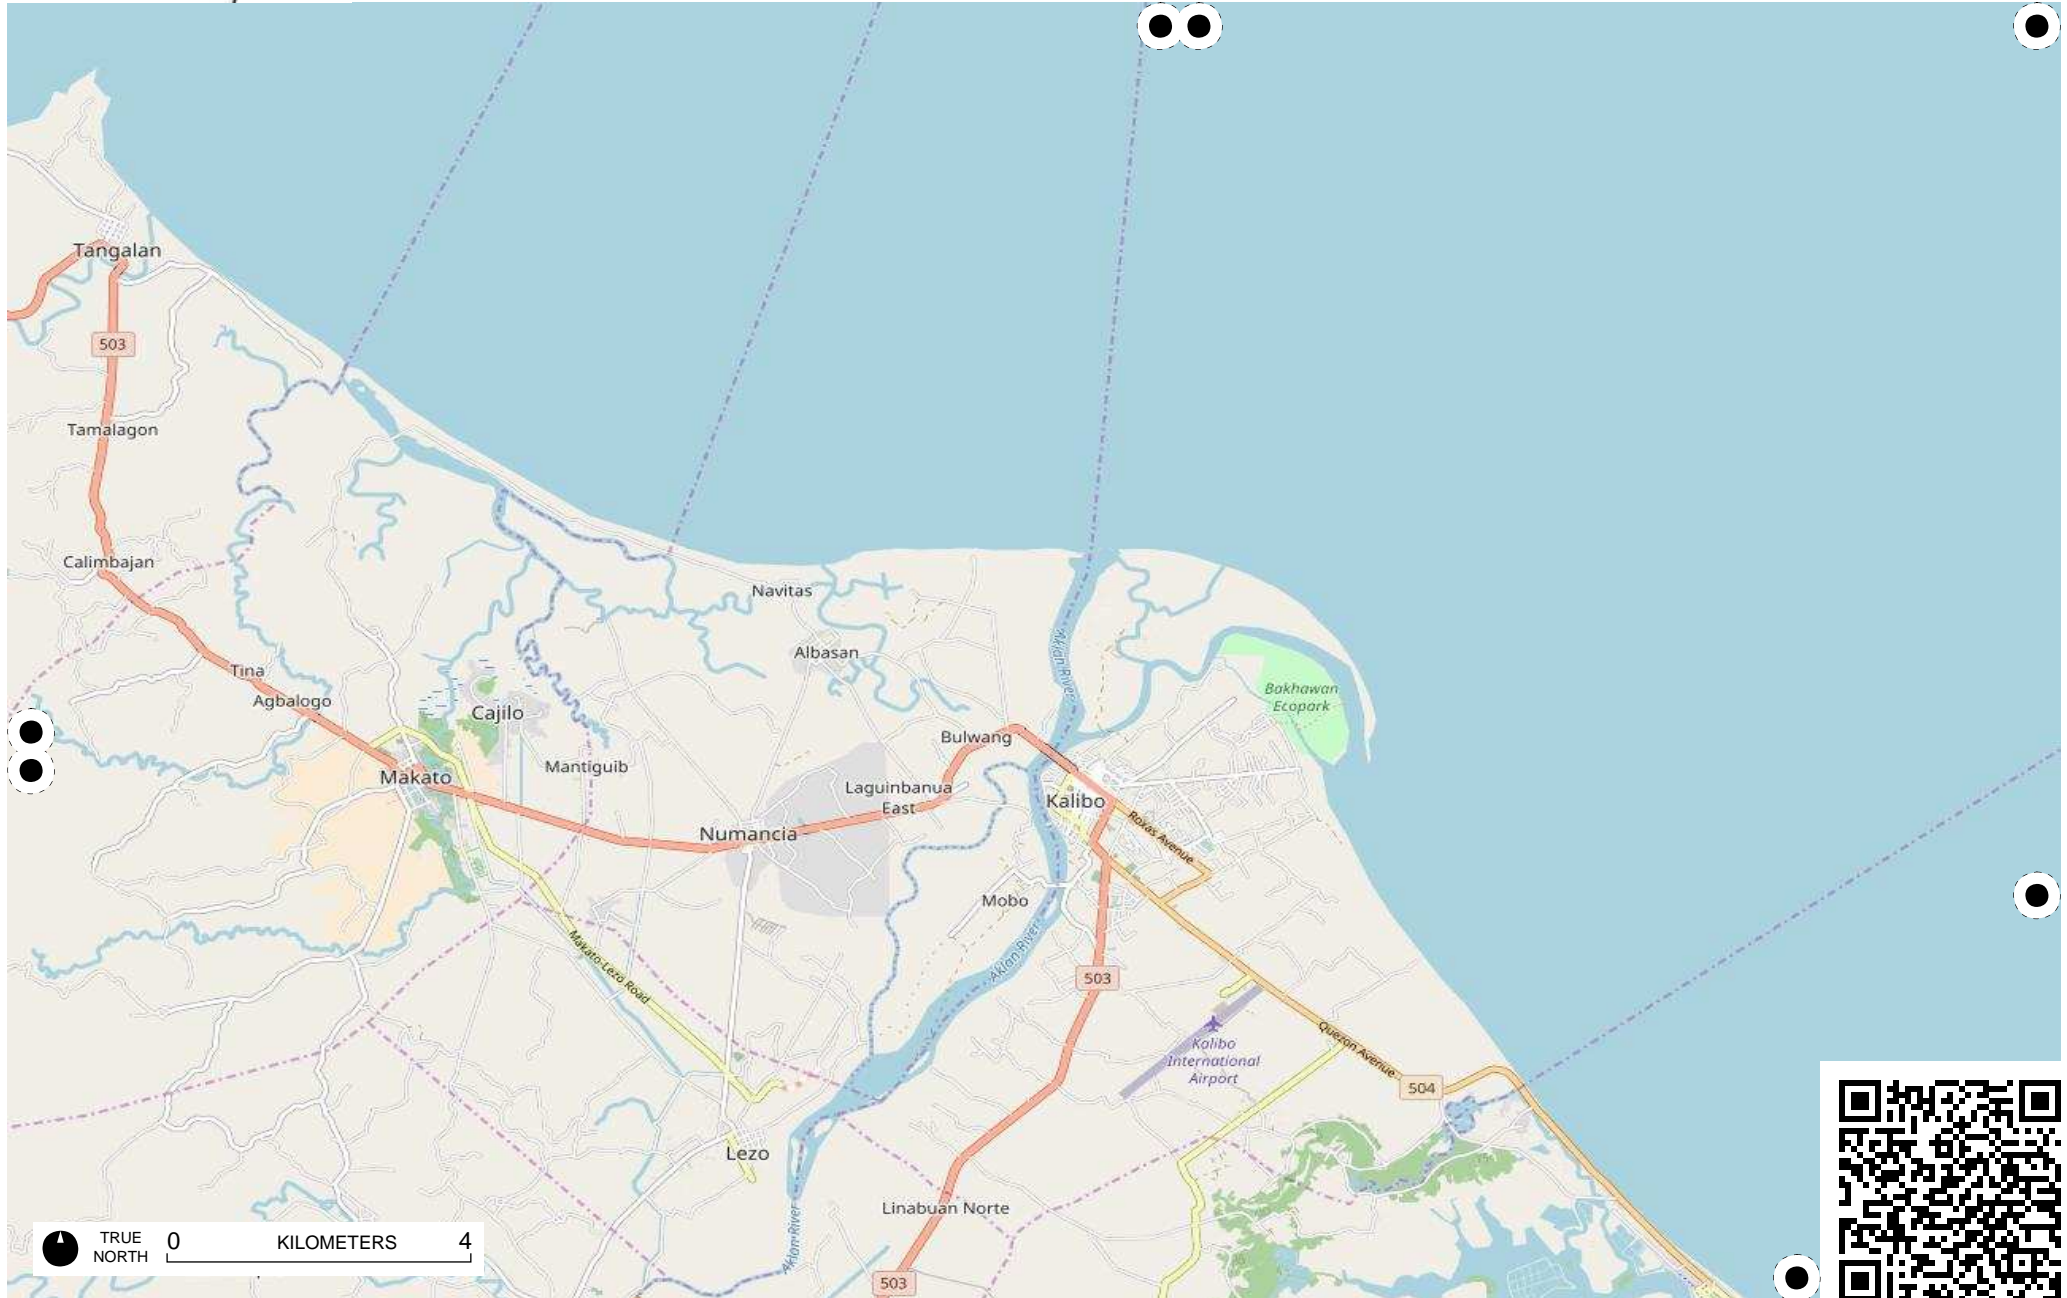 Tangalan
503
Tamalagon
Calimbajan
Navitas
Aklan River
Albasan
Tina
Agbalogo
Cajilo
Bakhawan
Ecopark
Bulwang
Makato
Mantiguib
Laguinbanua
East
Kalibo
Numancia
Roxas Avenue
Mobo
Makato-Lezo Road
Aklan River
503
Kalibo
International
Airport
Quezon Avenue
504
Lezo
Linabuan Norte
Aklan River
503
TRUE
NORTH
0
KILOMETERS
4